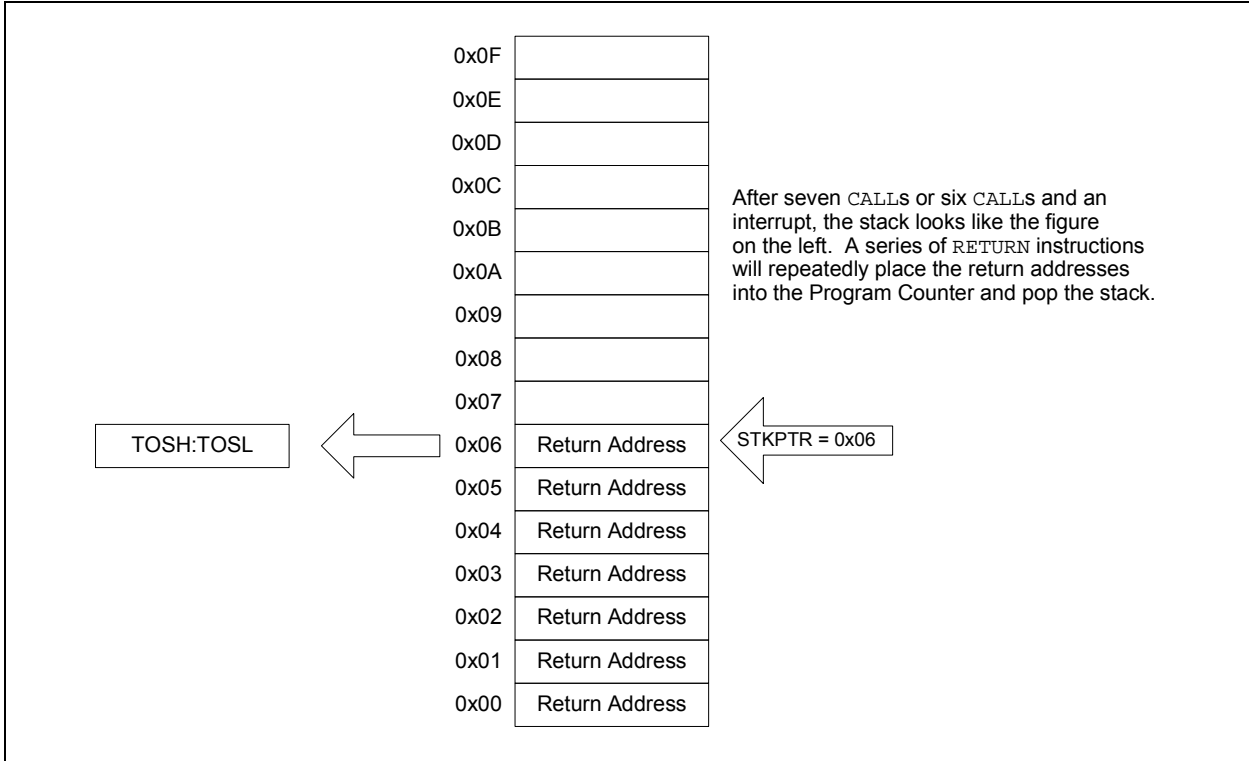 0x0F
0x0E
0x0D
0x0C
0x0B
0x0A
0x09
0x08
0x07
After seven CALLs or six CALLs and an
interrupt, the stack looks like the figure
on the left. A series of RETURN instructions
will repeatedly place the return addresses
into the Program Counter and pop the stack.
TOSH:TOSL
0x06 Return Address
STKPTR = 0x06
0x05 Return Address
0x04 Return Address
0x03 Return Address
0x02 Return Address
0x01 Return Address
0x00 Return Address